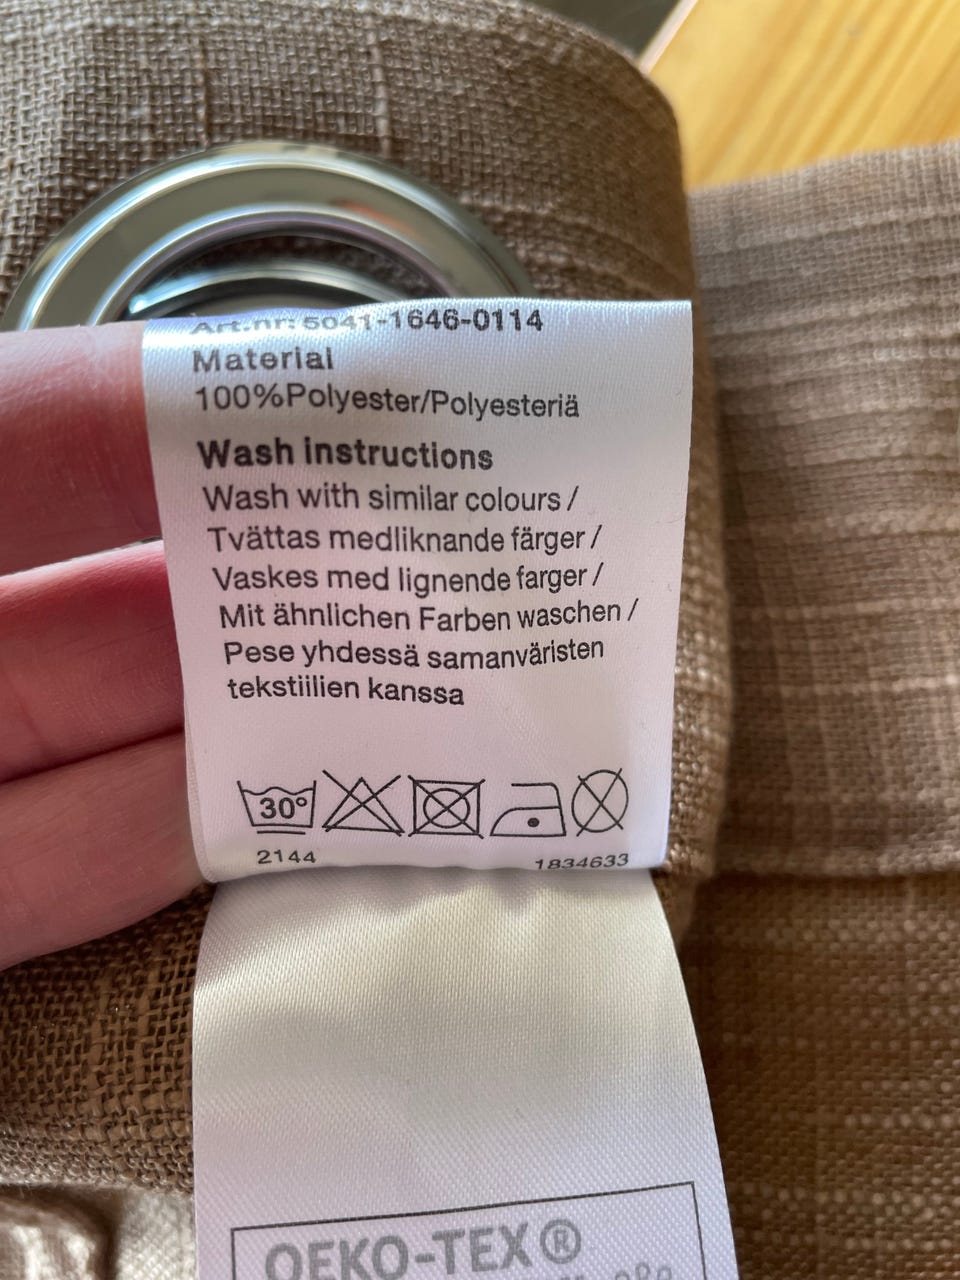 Art.nr: 5041-1646-0114
Material
100%Polyester/Polyesteriä
Wash instructions
Wash with similar colours /
Tvättas medliknande färger /
Vaskes med lignende farger /
Mit ähnlichen Farben waschen /
Pese yhdessä samanväristen
tekstiilien kanssa
30°
2144 1834633
OEKO-TEX®